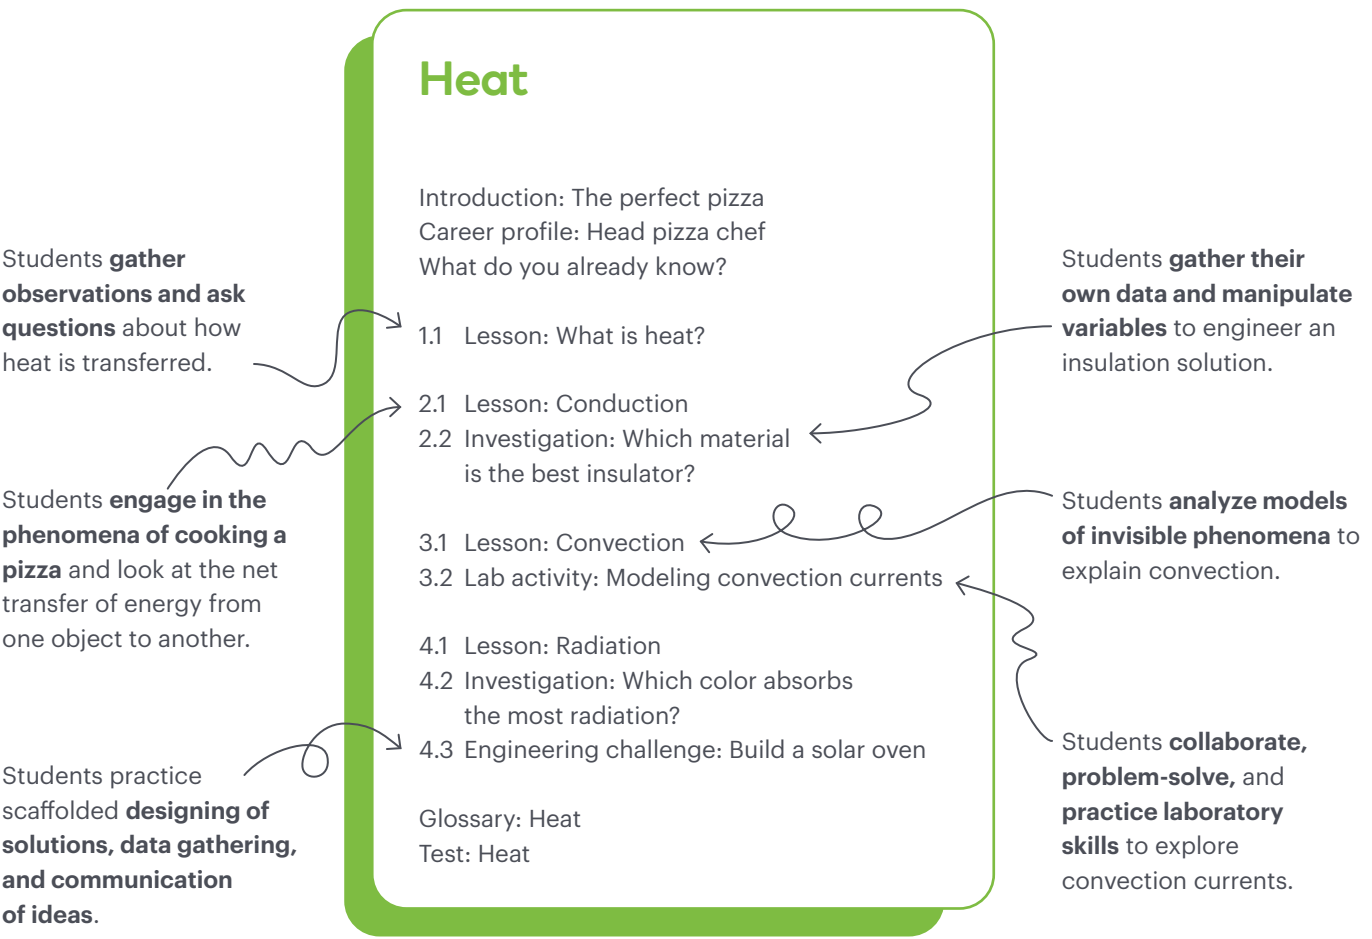 Heat
Introduction: The perfect pizza
Career profile: Head pizza chef
What do you already know?
1.1 Lesson: What is heat?
2.1 Lesson: Conduction
2.2 Investigation: Which material
is the best insulator?
3.1 Lesson: Convection
3.2 Lab activity: Modeling convection currents
4.1 Lesson: Radiation
4.2 Investigation: Which color absorbs
the most radiation?
4.3 Engineering challenge: Build a solar oven
Glossary: Heat
Test: Heat
Students gather
observations and ask
questions about how
heat is transferred.
Students engage in the
phenomena of cooking a
pizza and look at the net
transfer of energy from
one object to another.
Students practice
scaffolded designing of
solutions, data gathering,
and communication
of ideas.
Students gather their
own data and manipulate
variables to engineer an
insulation solution.
Students analyze models
of invisible phenomena to
explain convection.
Students collaborate,
problem-solve, and
practice laboratory
skills to explore
convection currents.